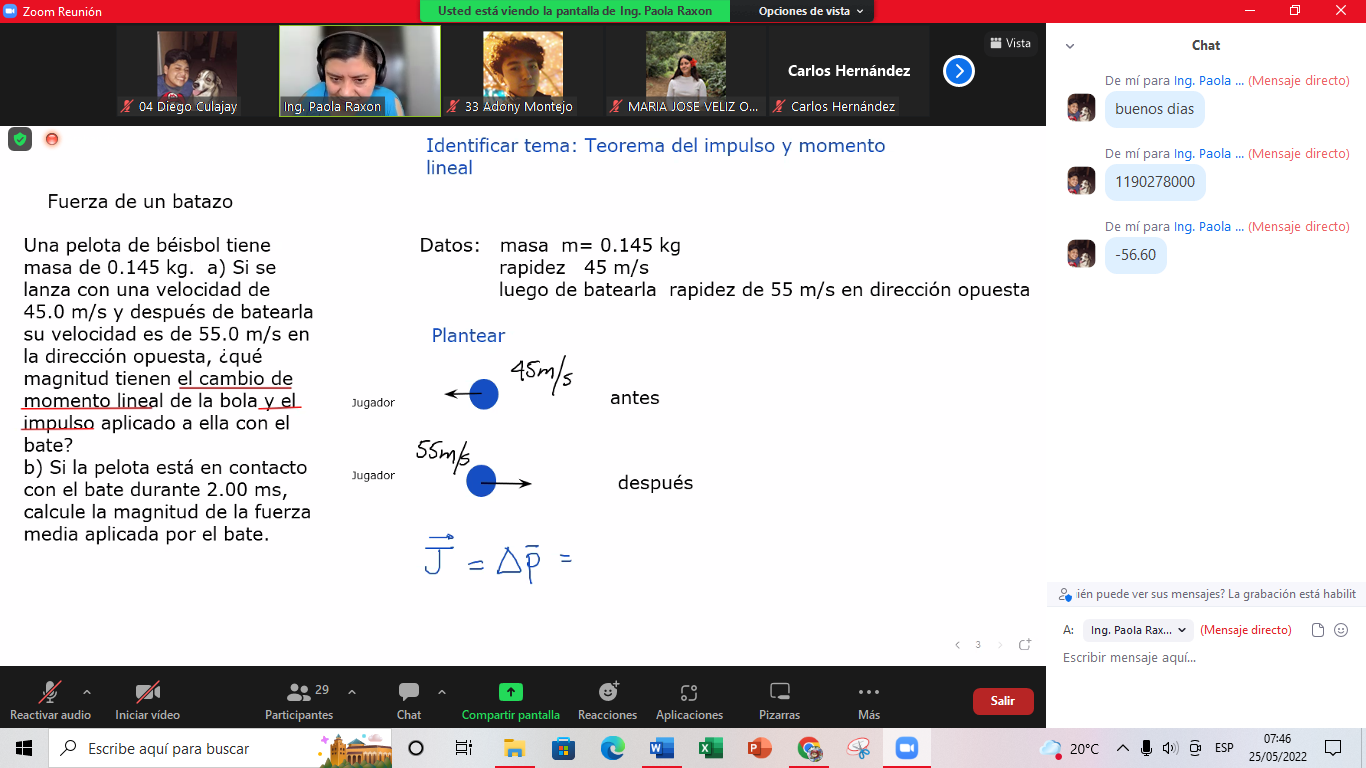 Zoom Reunión
Usted está viendo la pantalla de Ing. Paola Raxon
Opciones de vista
04 Diego Culajay
Ing. Paola Raxon
33 Adony Montejo
MARIA JOSE VELIZ O...
Carlos Hernández
Carlos Hernández
Vista
Identificar tema: Teorema del impulso y momento
lineal
Fuerza de un batazo
Una pelota de béisbol tiene
masa de 0.145 kg. a) Si se
lanza con una velocidad de
45.0 m/s y después de batearla
su velocidad es de 55.0 m/s en
la dirección opuesta, ¿qué
magnitud tienen el cambio de
momento lineal de la bola y el
impulso aplicado a ella con el
bate?
b) Si la pelota está en contacto
con el bate durante 2.00 ms,
calcule la magnitud de la fuerza
media aplicada por el bate.
Datos: masa m= 0.145 kg
rapidez 45 m/s
luego de batearla rapidez de 55 m/s en dirección opuesta
Plantear
45m/s
Jugador
antes
55m/s
Jugador
después
J = Δp =
3
Chat
De mí para Ing. Paola ... (Mensaje directo)
buenos dias
De mí para Ing. Paola ... (Mensaje directo)
1190278000
De mí para Ing. Paola ... (Mensaje directo)
-56.60
ién puede ver sus mensajes? La grabación está habilit
A: Ing. Paola Rax... (Mensaje directo)
Escribir mensaje aquí...
Reactivar audio
Iniciar vídeo
Participantes
29
Chat
Compartir pantalla
Reacciones
Aplicaciones
Pizarras
Más
Salir
Escribe aquí para buscar
20°C
ESP
07:46
25/05/2022